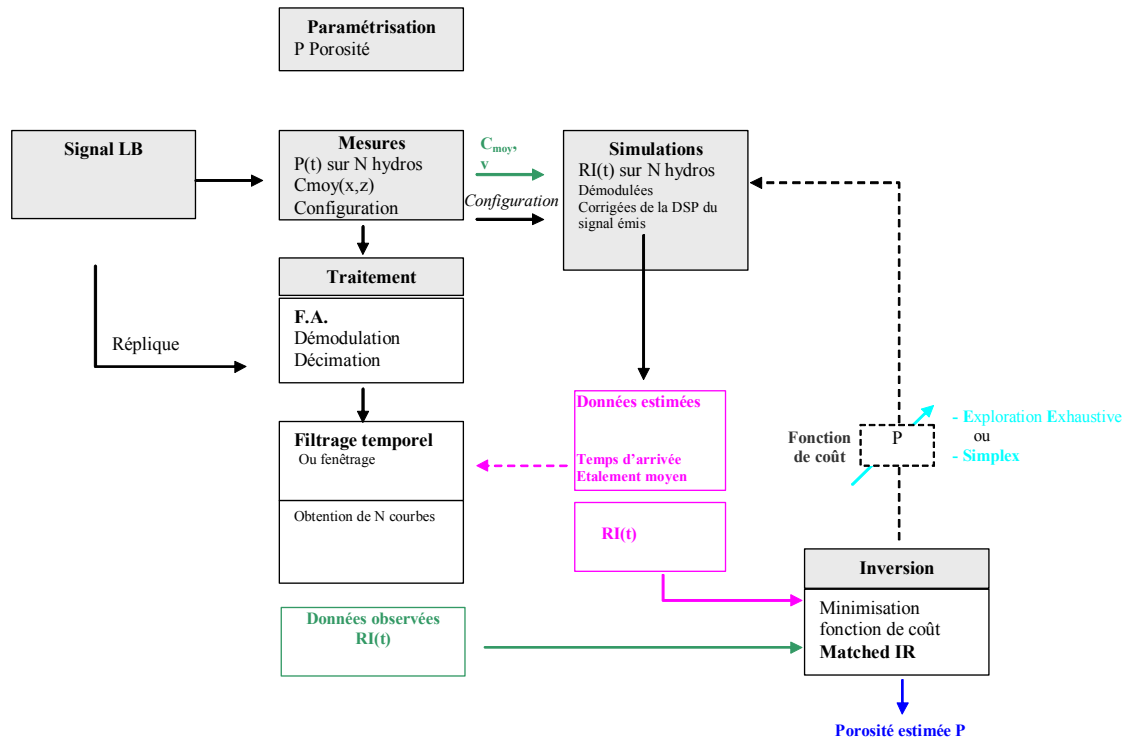 Paramétrisation
P Porosité
Signal LB
Mesures
P(t) sur N hydros
Cmoy(x,z)
Configuration
Cmoy,
v
Configuration
Simulations
RI(t) sur N hydros
Démodulées
Corrigées de la DSP du
signal émis
Traitement
F.A.
Démodulation
Décimation
Réplique
Filtrage temporel
Ou fenêtrage
Obtention de N courbes
Données estimées
Temps d'arrivée
Etalement moyen
RI(t)
Fonction
de coût
P
- Exploration Exhaustive
ou
- Simplex
Inversion
Minimisation
fonction de coût
Matched IR
Données observées
RI(t)
Porosité estimée P